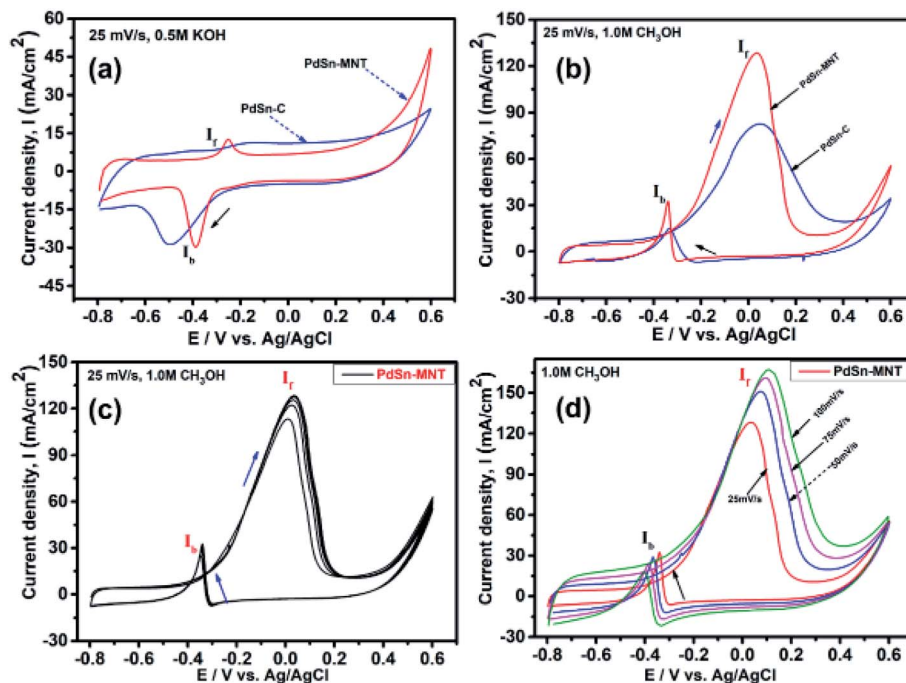 25 mV/s, 0.5M KOH
(a)
PdSn-MNT
PdSn-C
I_r
I_b
60
45
30
15
0
-15
-30
-45
-0.8 -0.6 -0.4 -0.2 0.0 0.2 0.4 0.6
Current density, I (mA/cm²)
E / V vs. Ag/AgCl
25 mV/s, 1.0M CH₃OH
(b)
I_r
PdSn-MNT
PdSn-C
I_b
150
120
90
60
30
0
-30
-0.8 -0.6 -0.4 -0.2 0.0 0.2 0.4 0.6
Current density, I (mA/cm²)
E / V vs. Ag/AgCl
25 mV/s, 1.0M CH₃OH
PdSn-MNT
(c)
I_r
I_b
150
120
90
60
30
0
-30
-0.8 -0.6 -0.4 -0.2 0.0 0.2 0.4 0.6
Current density, I (mA/cm²)
E / V vs. Ag/AgCl
1.0M CH₃OH
PdSn-MNT
(d)
I_r
100mV/s
75mV/s
50mV/s
25mV/s
I_b
150
120
90
60
30
0
-30
-0.8 -0.6 -0.4 -0.2 0.0 0.2 0.4 0.6
Current density, I (mA/cm²)
E / V vs. Ag/AgCl